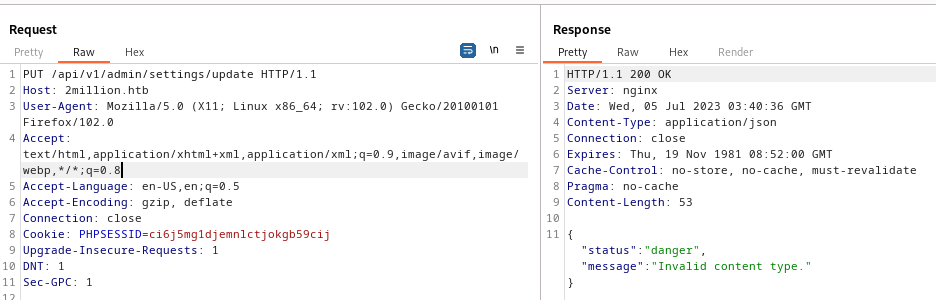 Request
Pretty Raw Hex \n
1 PUT /api/v1/admin/settings/update HTTP/1.1
2 Host: 2million.htb
3 User-Agent: Mozilla/5.0 (X11; Linux x86_64; rv:102.0) Gecko/20100101
Firefox/102.0
4 Accept:
text/html,application/xhtml+xml,application/xml;q=0.9,image/avif,image/
webp,*/*;q=0.8
5 Accept-Language: en-US,en;q=0.5
6 Accept-Encoding: gzip, deflate
7 Connection: close
8 Cookie: PHPSESSID=ci6j5mg1djemnlctjokgb59cij
9 Upgrade-Insecure-Requests: 1
10 DNT: 1
11 Sec-GPC: 1
12
Response
Pretty Raw Hex Render
1 HTTP/1.1 200 OK
2 Server: nginx
3 Date: Wed, 05 Jul 2023 03:40:36 GMT
4 Content-Type: application/json
5 Connection: close
6 Expires: Thu, 19 Nov 1981 08:52:00 GMT
7 Cache-Control: no-store, no-cache, must-revalidate
8 Pragma: no-cache
9 Content-Length: 53
10
11 {
"status":"danger",
"message":"Invalid content type."
}